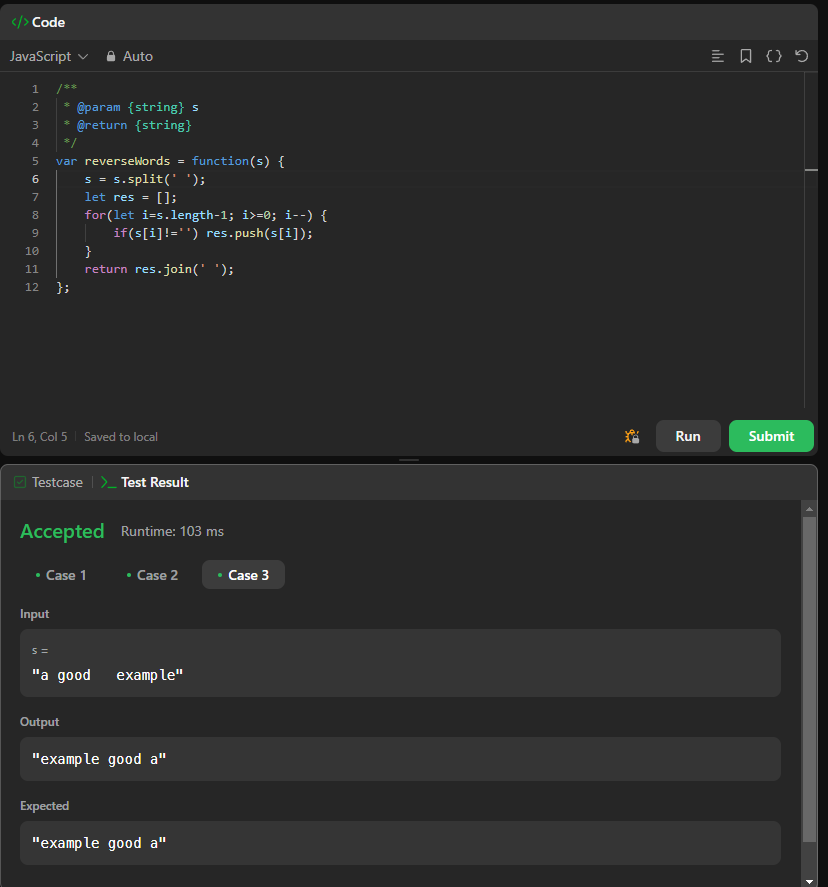 </> Code
JavaScript Auto
1 /**
2  * @param {string} s
3  * @return {string}
4  */
5 var reverseWords = function(s) {
6     s = s.split(' ');
7     let res = [];
8     for(let i=s.length-1; i>=0; i--) {
9         if(s[i]!='') res.push(s[i]);
10     }
11     return res.join(' ');
12 };
Ln 6, Col 5 | Saved to local
Run
Submit
Testcase | >_ Test Result
Accepted Runtime: 103 ms
• Case 1 • Case 2 • Case 3
Input
s =
"a good   example"
Output
"example good a"
Expected
"example good a"